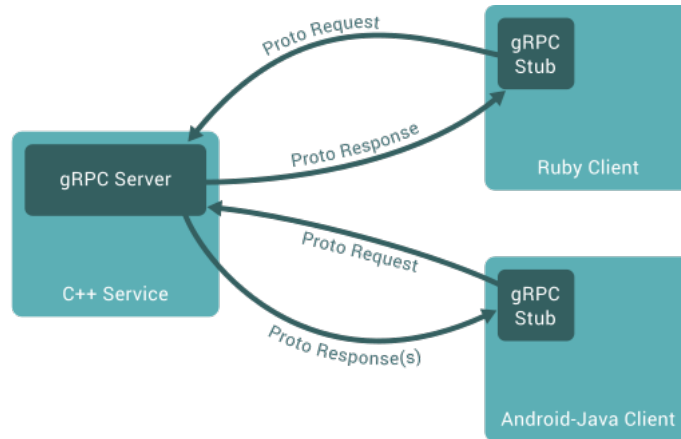 Proto Request
gRPC
Stub
Ruby Client
Proto Response
gRPC Server
C++ Service
Proto Request
gRPC
Stub
Proto Response(s)
Android-Java Client